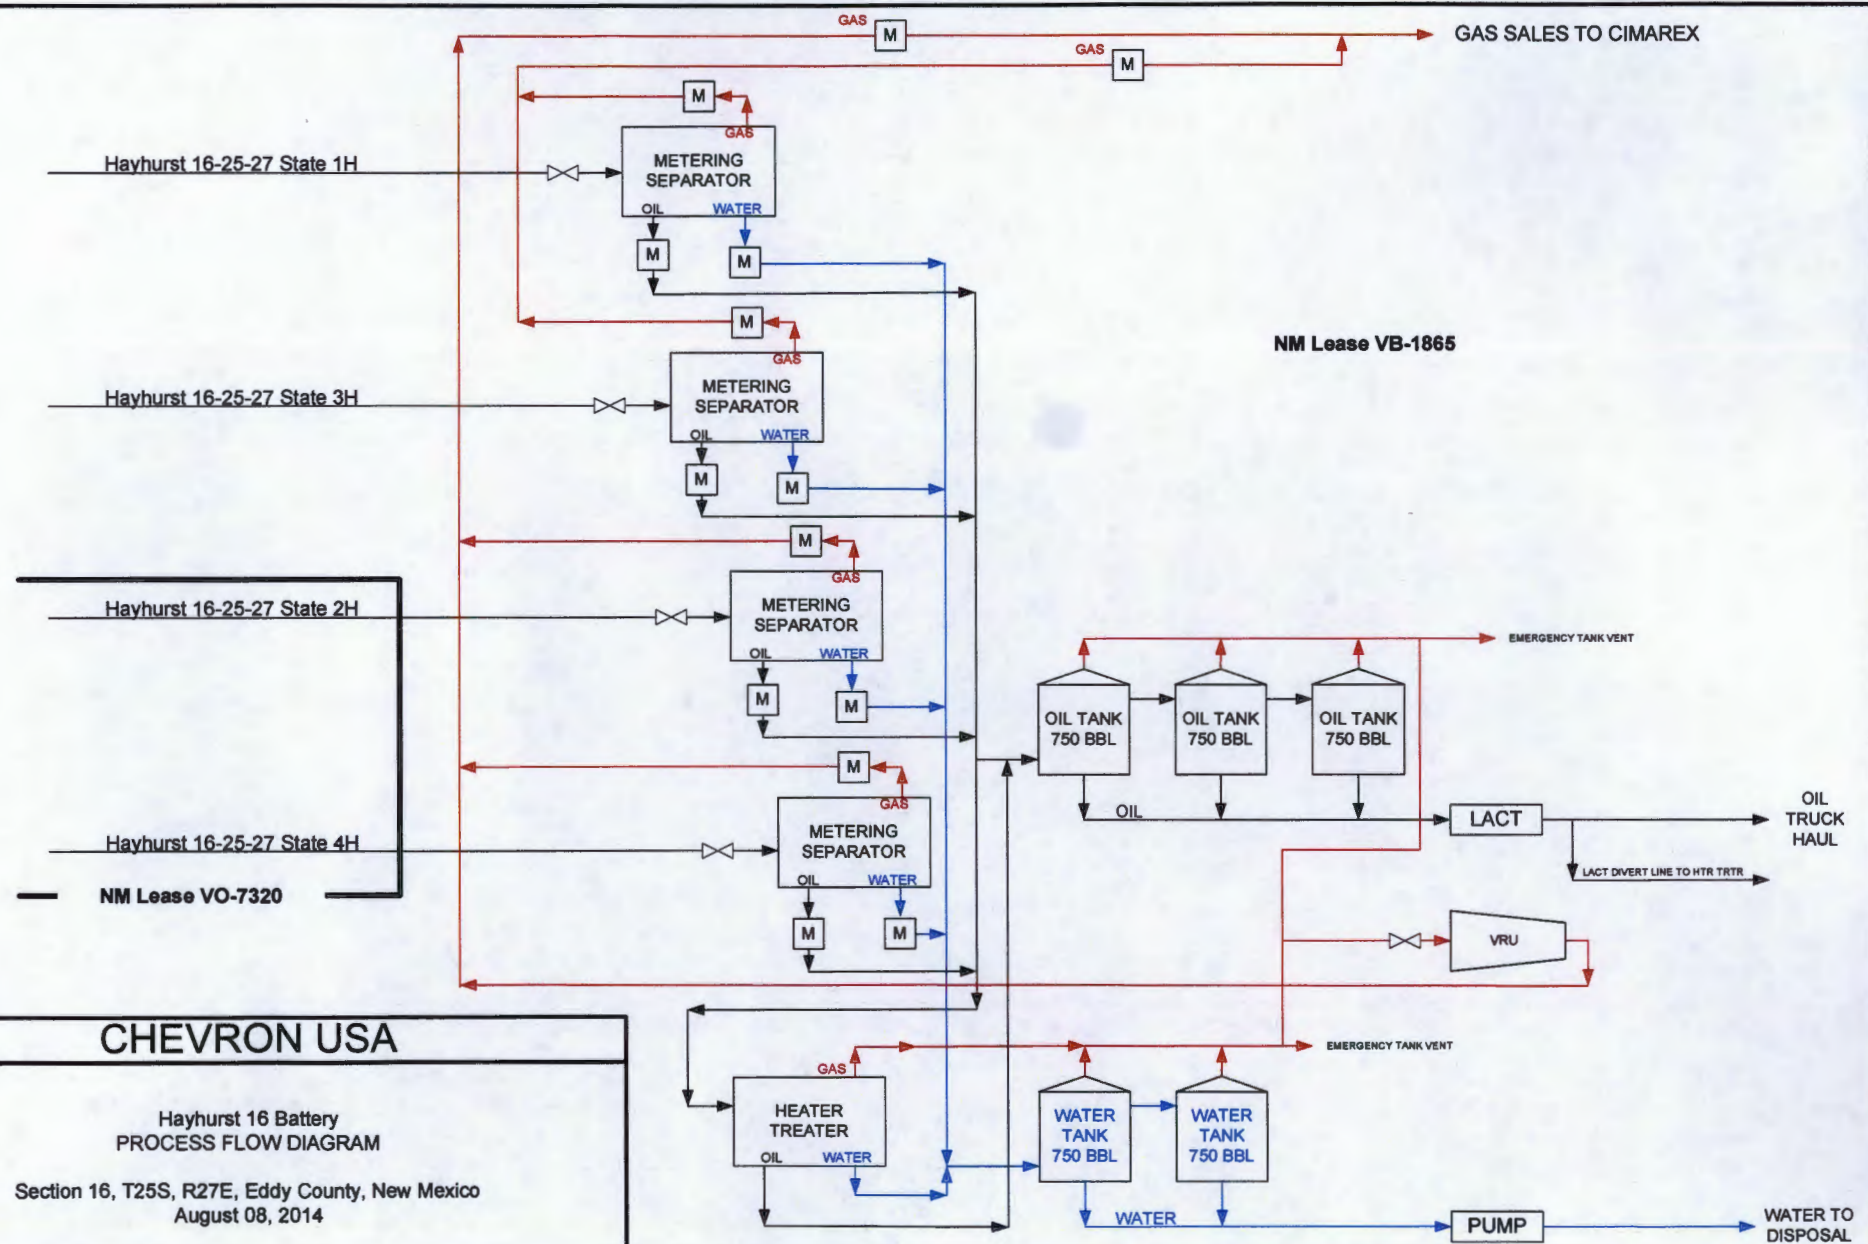 GAS
M
GAS SALES TO CIMAREX
GAS
M
M
GAS
Hayhurst 16-25-27 State 1H
METERING
SEPARATOR
OIL
WATER
M
M
M
GAS
NM Lease VB-1865
Hayhurst 16-25-27 State 3H
METERING
SEPARATOR
OIL
WATER
M
M
M
GAS
Hayhurst 16-25-27 State 2H
METERING
SEPARATOR
OIL
WATER
M
M
EMERGENCY TANK VENT
OIL TANK
750 BBL
OIL TANK
750 BBL
OIL TANK
750 BBL
M
GAS
Hayhurst 16-25-27 State 4H
METERING
SEPARATOR
OIL
WATER
M
M
NM Lease VO-7320
OIL
LACT
OIL
TRUCK
HAUL
LACT DIVERT LINE TO HTR TRTR
VRU
EMERGENCY TANK VENT
GAS
HEATER
TREATER
OIL
WATER
WATER
TANK
750 BBL
WATER
TANK
750 BBL
WATER
PUMP
WATER TO
DISPOSAL
CHEVRON USA
Hayhurst 16 Battery
PROCESS FLOW DIAGRAM
Section 16, T25S, R27E, Eddy County, New Mexico
August 08, 2014